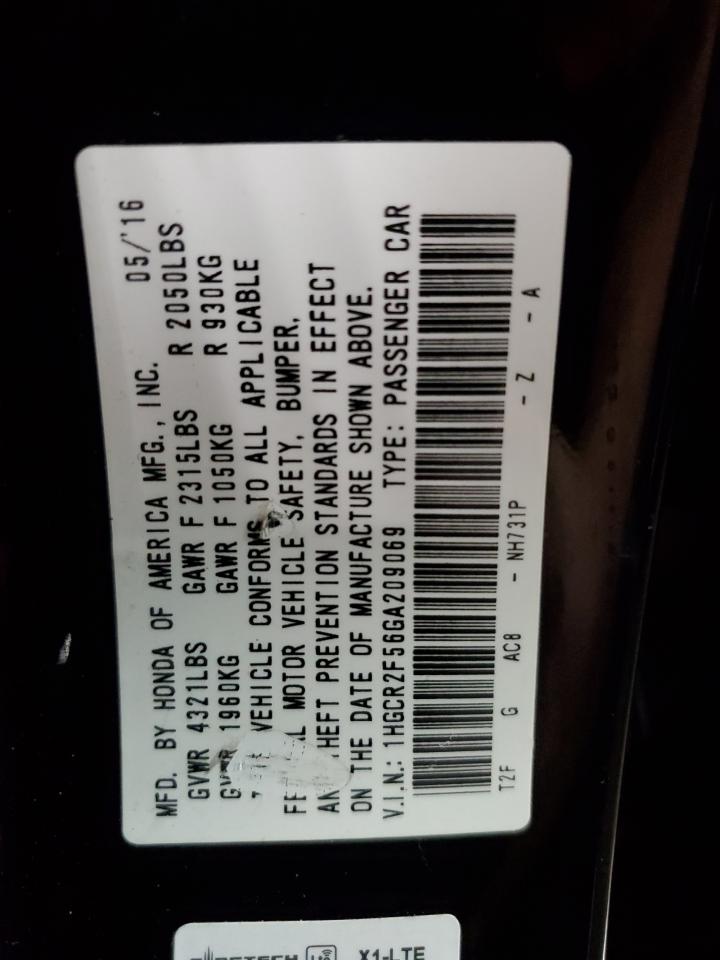 MFD. BY HONDA OF AMERICA MFG., INC. 05/'16
GVWR 4321LBS GAWR F 2315LBS R 2050LBS
1960KG GAWR F 1050KG R 930KG
VEHICLE CONFORMS TO ALL APPLICABLE
MOTOR VEHICLE SAFETY, BUMPER,
PREVENTION STANDARDS IN EFFECT
ON THE DATE OF MANUFACTURE SHOWN ABOVE.
V.I.N.: 1HGCR2F56GA209069 TYPE: PASSENGER CAR
T2F G AC8 - NH731P - Z - A
X1-LTE